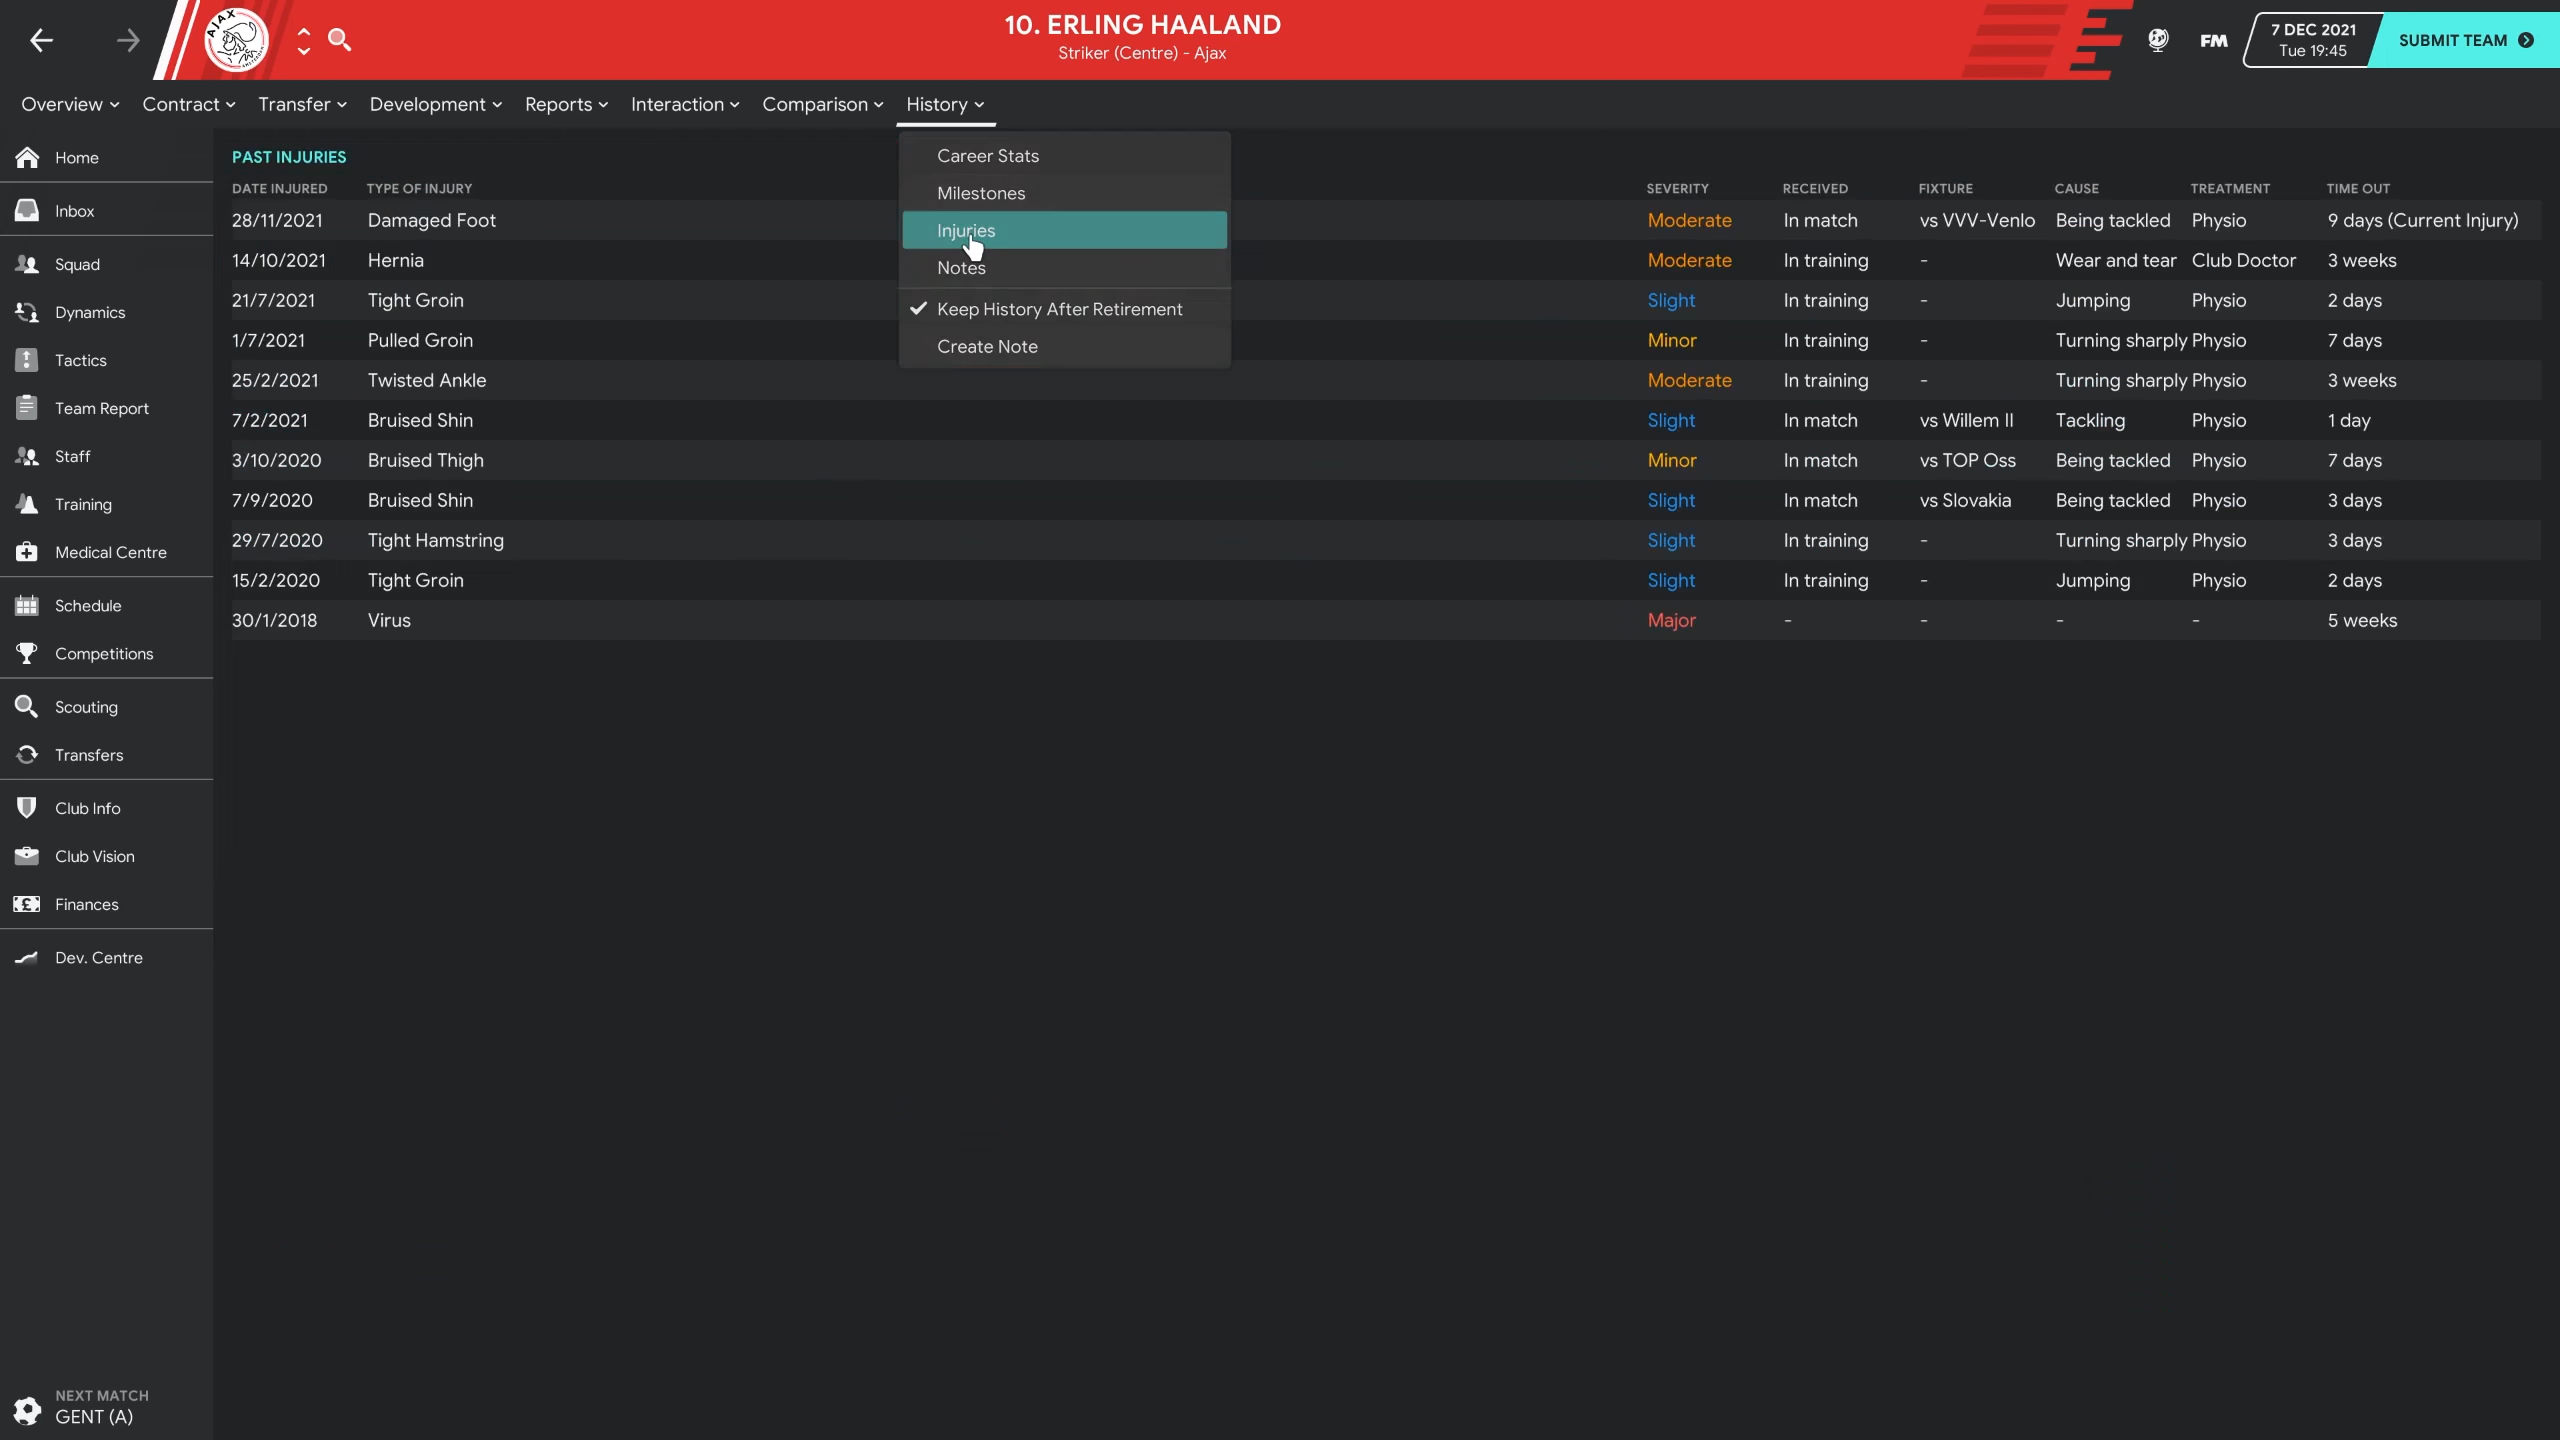 AJAX
10. ERLING HAALAND
Striker (Centre) - Ajax
FM
7 DEC 2021
Tue 19:45
SUBMIT TEAM
Overview Contract Transfer Development Reports Interaction Comparison History
Home
Inbox
Squad
Dynamics
Tactics
Team Report
Staff
Training
Medical Centre
Schedule
Competitions
Scouting
Transfers
Club Info
Club Vision
Finances
Dev. Centre
NEXT MATCH
GENT (A)
Career Stats
Milestones
Injuries
Notes
Keep History After Retirement
Create Note
PAST INJURIES
DATE INJURED TYPE OF INJURY SEVERITY RECEIVED FIXTURE CAUSE TREATMENT TIME OUT
28/11/2021 Damaged Foot Moderate In match vs VVV-Venlo Being tackled Physio 9 days (Current Injury)
14/10/2021 Hernia Moderate In training - Wear and tear Club Doctor 3 weeks
21/7/2021 Tight Groin Slight In training - Jumping Physio 2 days
1/7/2021 Pulled Groin Minor In training - Turning sharply Physio 7 days
25/2/2021 Twisted Ankle Moderate In training - Turning sharply Physio 3 weeks
7/2/2021 Bruised Shin Slight In match vs Willem II Tackling Physio 1 day
3/10/2020 Bruised Thigh Minor In match vs TOP Oss Being tackled Physio 7 days
7/9/2020 Bruised Shin Slight In match vs Slovakia Being tackled Physio 3 days
29/7/2020 Tight Hamstring Slight In training - Turning sharply Physio 3 days
15/2/2020 Tight Groin Slight In training - Jumping Physio 2 days
30/1/2018 Virus Major - - - - 5 weeks